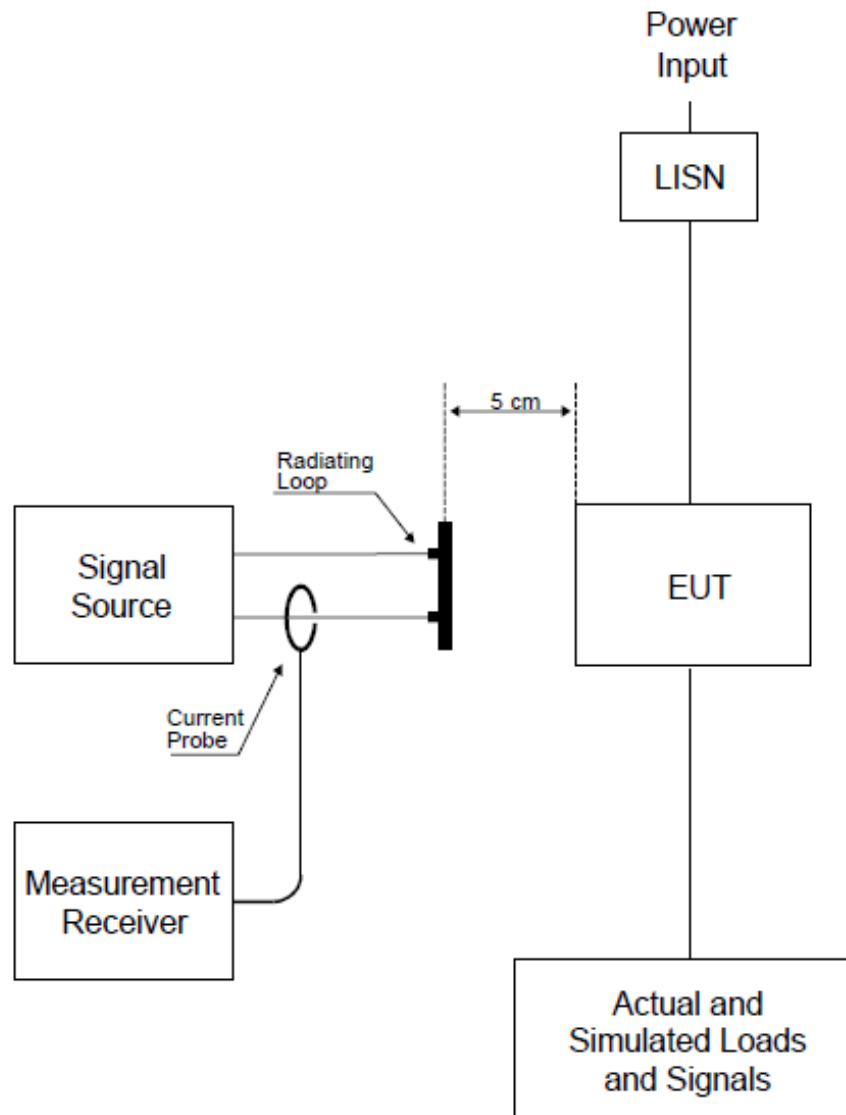 Power
Input
LISN
5 cm
Radiating
Loop
Signal
Source
EUT
Current
Probe
Measurement
Receiver
Actual and
Simulated Loads
and Signals